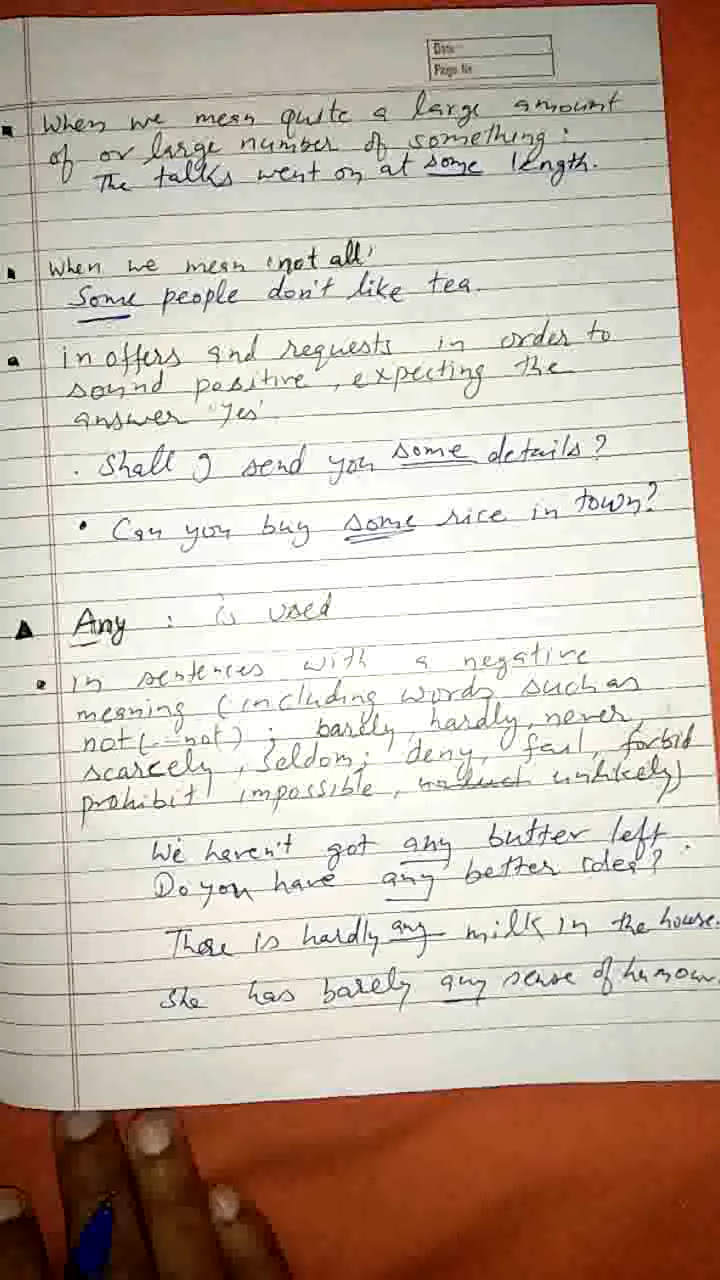 Date
Page No
When we mean quite a large amount
of or large number of something:
The talks went on at some length.
When we mean 'not all'
Some people don't like tea.
in offers and requests in order to
sound positive, expecting the
answer 'Yes'
. Shall I send you some details?
• Can you buy some rice in town?
Any : is used
• in sentences with a negative
meaning (including words such as
not (-not) ; barely, hardly, never,
scarcely, seldom; deny, fail, forbid
prohibit impossible, unlikely)
We haven't got any butter left.
Do you have any better idea?
There is hardly any milk in the house.
She has barely any sense of humour.